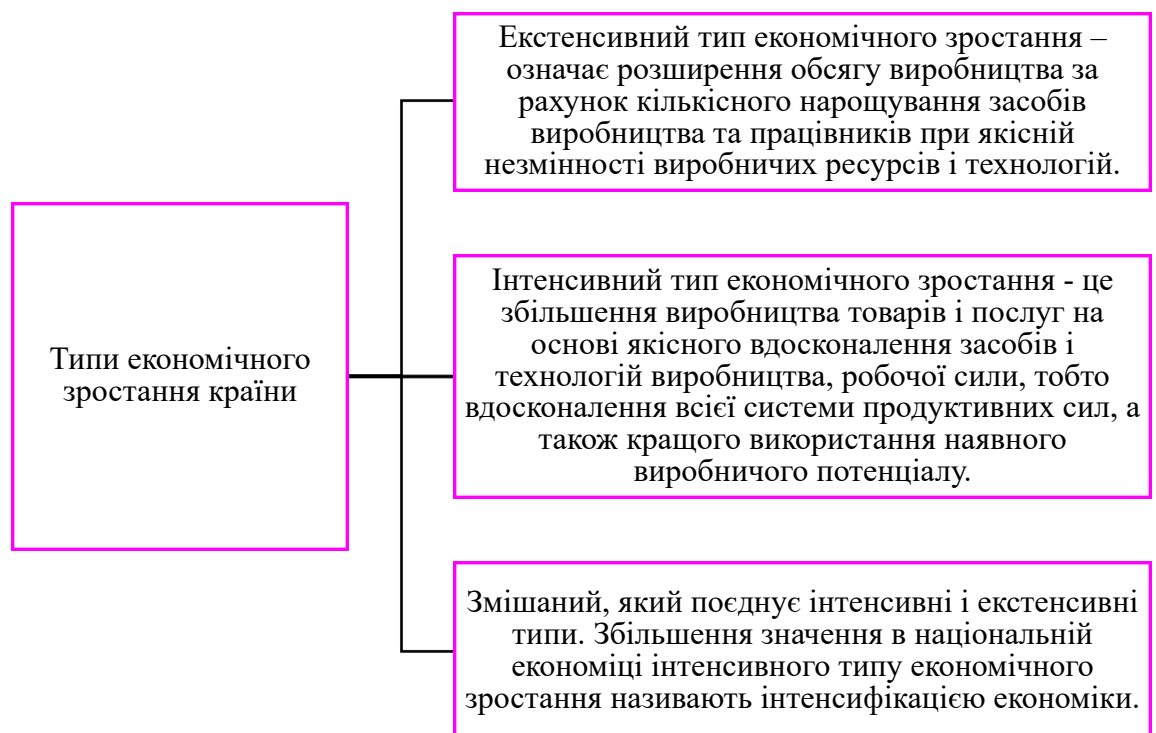 Типи економічного
зростання країни
Екстенсивний тип економічного зростання –
означає розширення обсягу виробництва за
рахунок кількісного нарощування засобів
виробництва та працівників при якісній
незмінності виробничих ресурсів і технологій.
Інтенсивний тип економічного зростання - це
збільшення виробництва товарів і послуг на
основі якісного вдосконалення засобів і
технологій виробництва, робочої сили, тобто
вдосконалення всієї системи продуктивних сил, а
також кращого використання наявного
виробничого потенціалу.
Змішаний, який поєднує інтенсивні і екстенсивні
типи. Збільшення значення в національній
економіці інтенсивного типу економічного
зростання називають інтенсифікацією економіки.